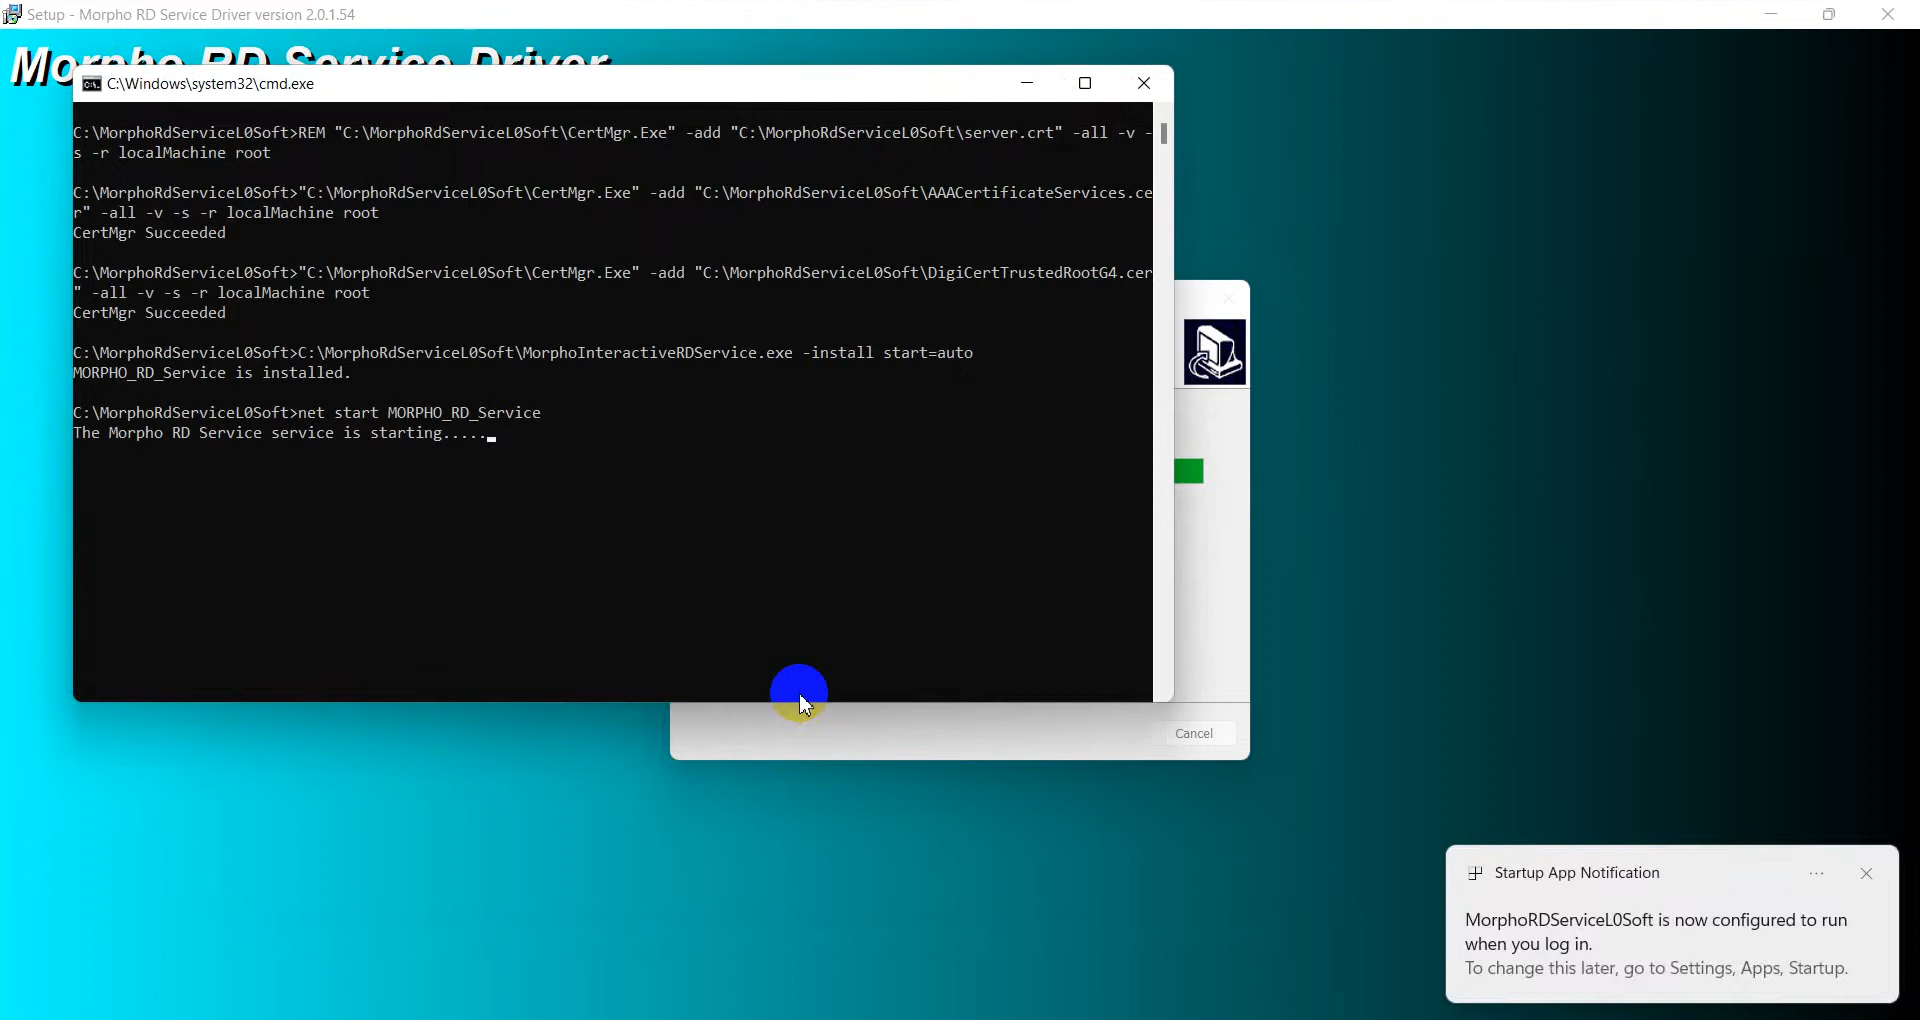 Setup - Morpho RD Service Driver version 2.0.1.54
Morpho RD Service Driver
C:\Windows\system32\cmd.exe
C:\MorphoRdServiceL0Soft>REM "C:\MorphoRdServiceL0Soft\CertMgr.Exe" -add "C:\MorphoRdServiceL0Soft\server.crt" -all -v -
s -r localMachine root
C:\MorphoRdServiceL0Soft>"C:\MorphoRdServiceL0Soft\CertMgr.Exe" -add "C:\MorphoRdServiceL0Soft\AAACertificateServices.ce
r" -all -v -s -r localMachine root
CertMgr Succeeded
C:\MorphoRdServiceL0Soft>"C:\MorphoRdServiceL0Soft\CertMgr.Exe" -add "C:\MorphoRdServiceL0Soft\DigiCertTrustedRootG4.cer
" -all -v -s -r localMachine root
CertMgr Succeeded
C:\MorphoRdServiceL0Soft>C:\MorphoRdServiceL0Soft\MorphoInteractiveRDService.exe -install start=auto
MORPHO_RD_Service is installed.
C:\MorphoRdServiceL0Soft>net start MORPHO_RD_Service
The Morpho RD Service service is starting.....
Cancel
Startup App Notification
MorphoRDServiceL0Soft is now configured to run
when you log in.
To change this later, go to Settings, Apps, Startup.